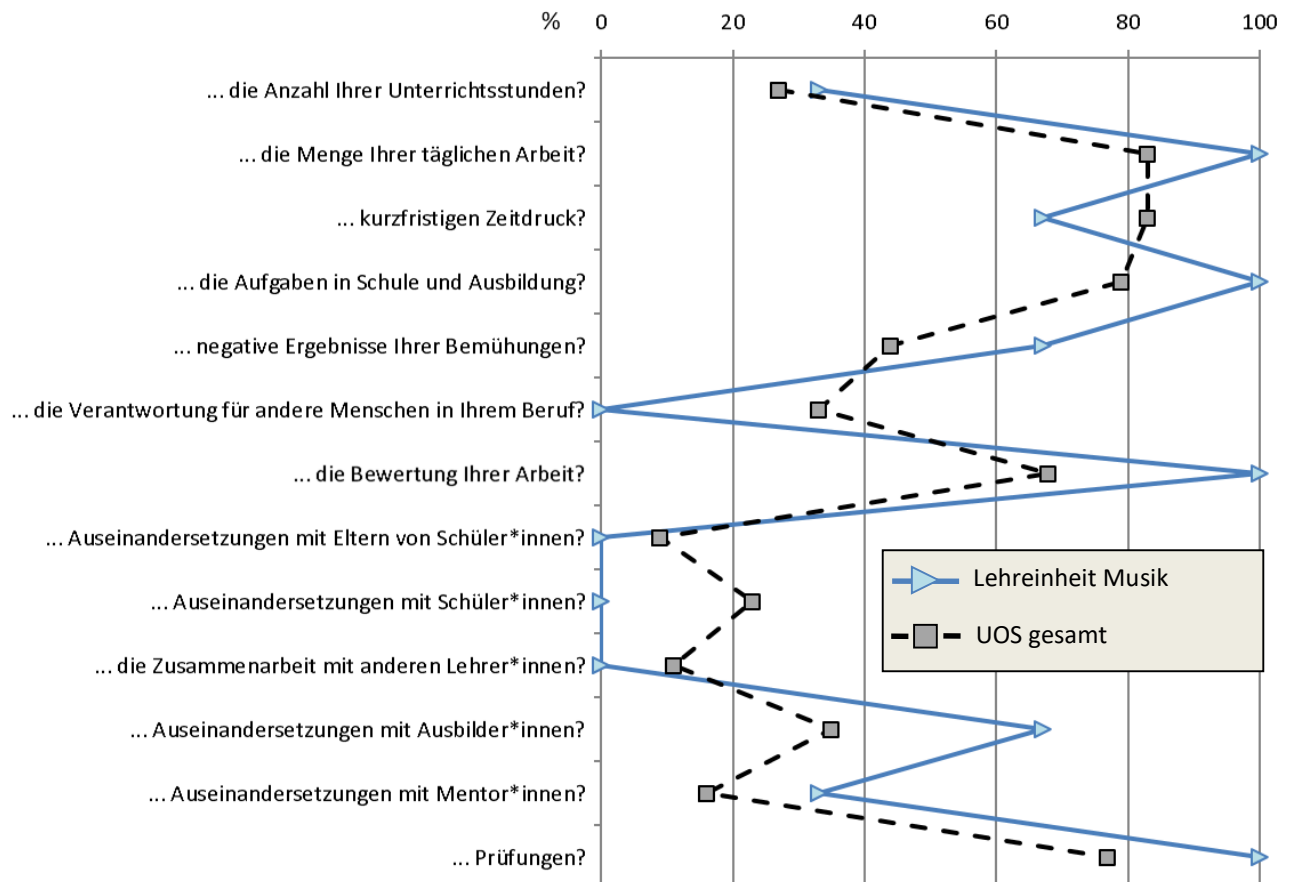 % 0 20 40 60 80 100
... die Anzahl Ihrer Unterrichtsstunden?
... die Menge Ihrer täglichen Arbeit?
... kurzfristigen Zeitdruck?
... die Aufgaben in Schule und Ausbildung?
... negative Ergebnisse Ihrer Bemühungen?
... die Verantwortung für andere Menschen in Ihrem Beruf?
... die Bewertung Ihrer Arbeit?
... Auseinandersetzungen mit Eltern von Schüler*innen?
... Auseinandersetzungen mit Schüler*innen?
... die Zusammenarbeit mit anderen Lehrer*innen?
... Auseinandersetzungen mit Ausbilder*innen?
... Auseinandersetzungen mit Mentor*innen?
... Prüfungen?
Lehreinheit Musik
UOS gesamt